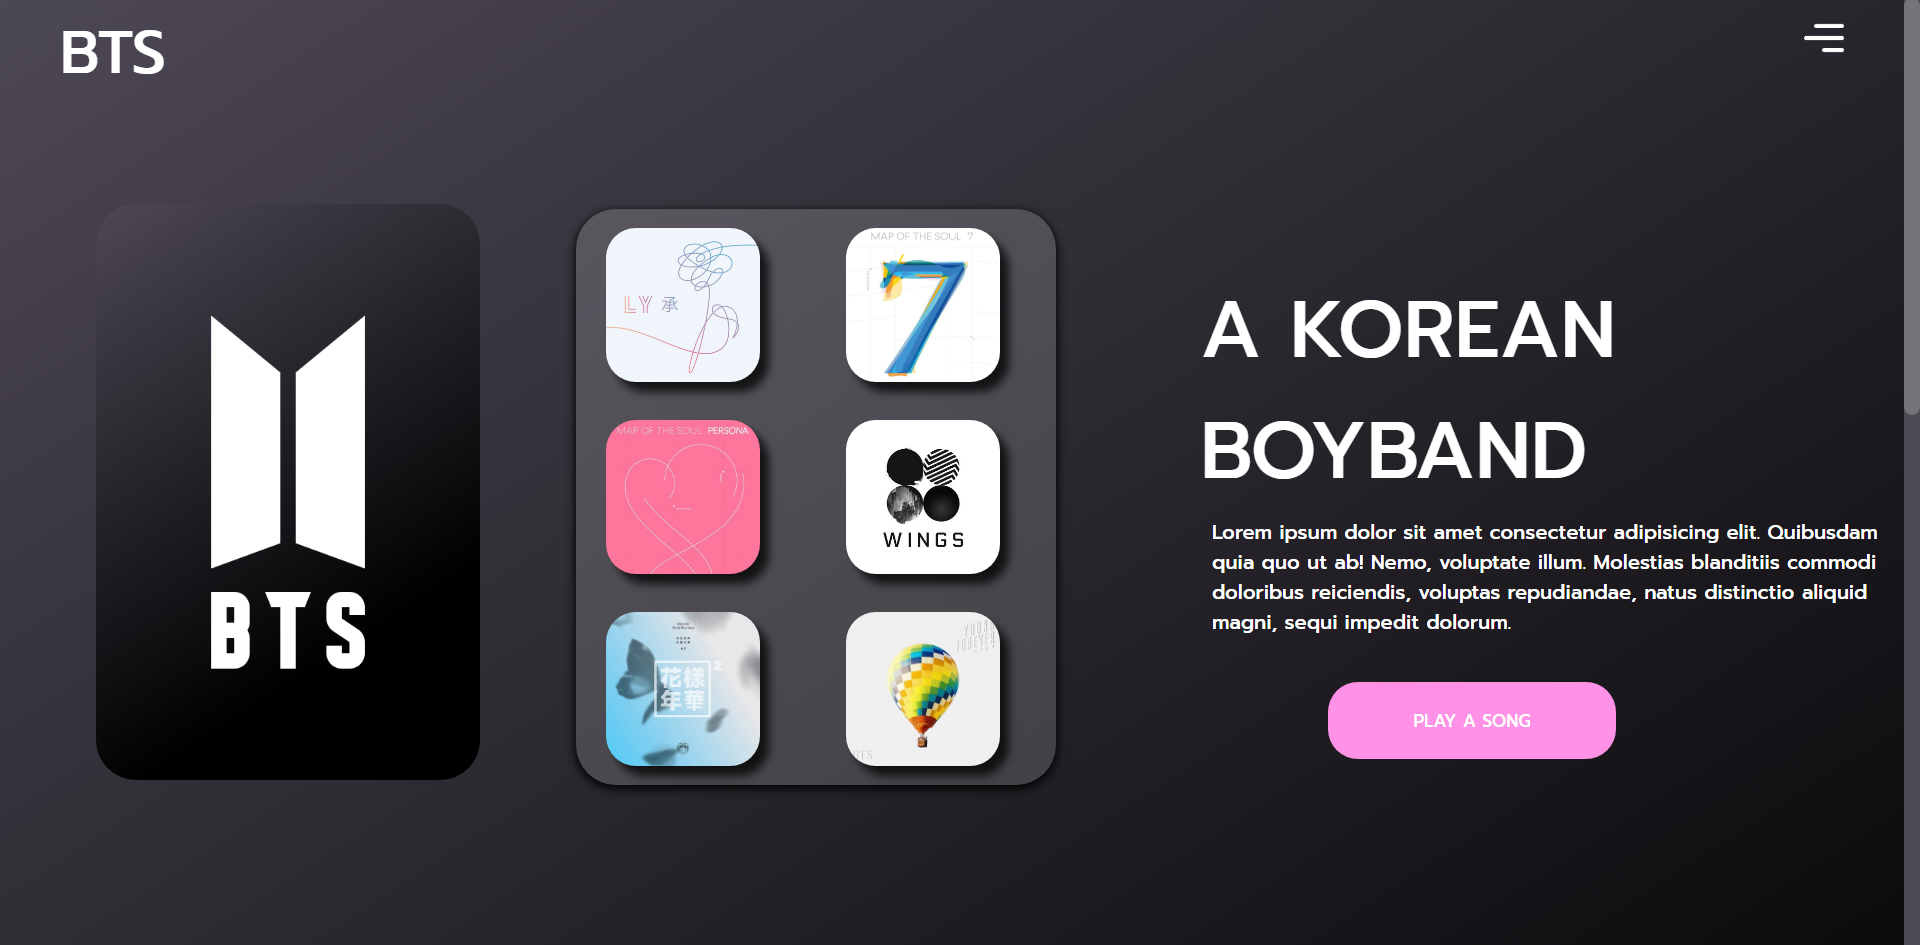 BTS
LY 承
MAP OF THE SOUL 7
7
MAP OF THE SOUL PERSONA
WINGS
花樣
年華
2
YOUNG
FOREVER
BTS
BTS
A KOREAN
BOYBAND
Lorem ipsum dolor sit amet consectetur adipisicing elit. Quibusdam
quia quo ut ab! Nemo, voluptate illum. Molestias blanditiis commodi
doloribus reiciendis, voluptas repudiandae, natus distinctio aliquid
magni, sequi impedit dolorum.
PLAY A SONG